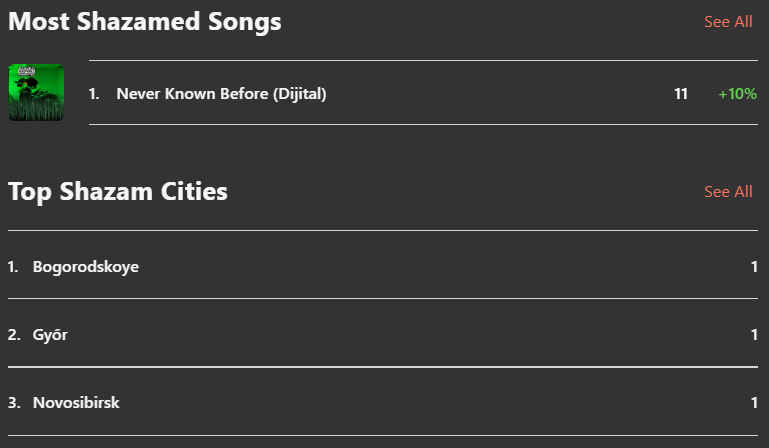 Most Shazamed Songs See All
1. Never Known Before (Dijital) 11 +10%
Top Shazam Cities See All
1. Bogorodskoye 1
2. Győr 1
3. Novosibirsk 1